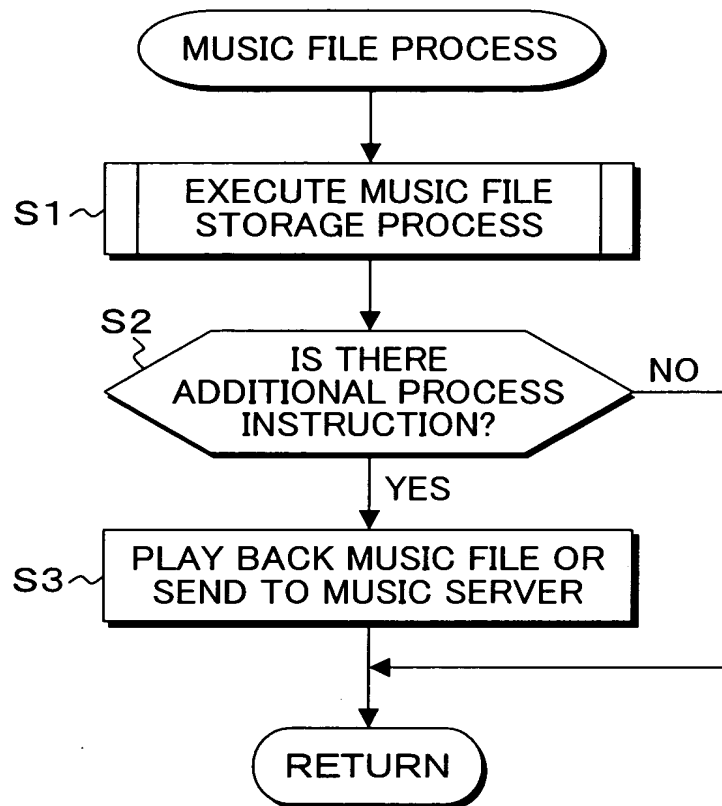 MUSIC FILE PROCESS
S1
EXECUTE MUSIC FILE
STORAGE PROCESS
S2
IS THERE
ADDITIONAL PROCESS
INSTRUCTION?
NO
YES
S3
PLAY BACK MUSIC FILE OR
SEND TO MUSIC SERVER
RETURN